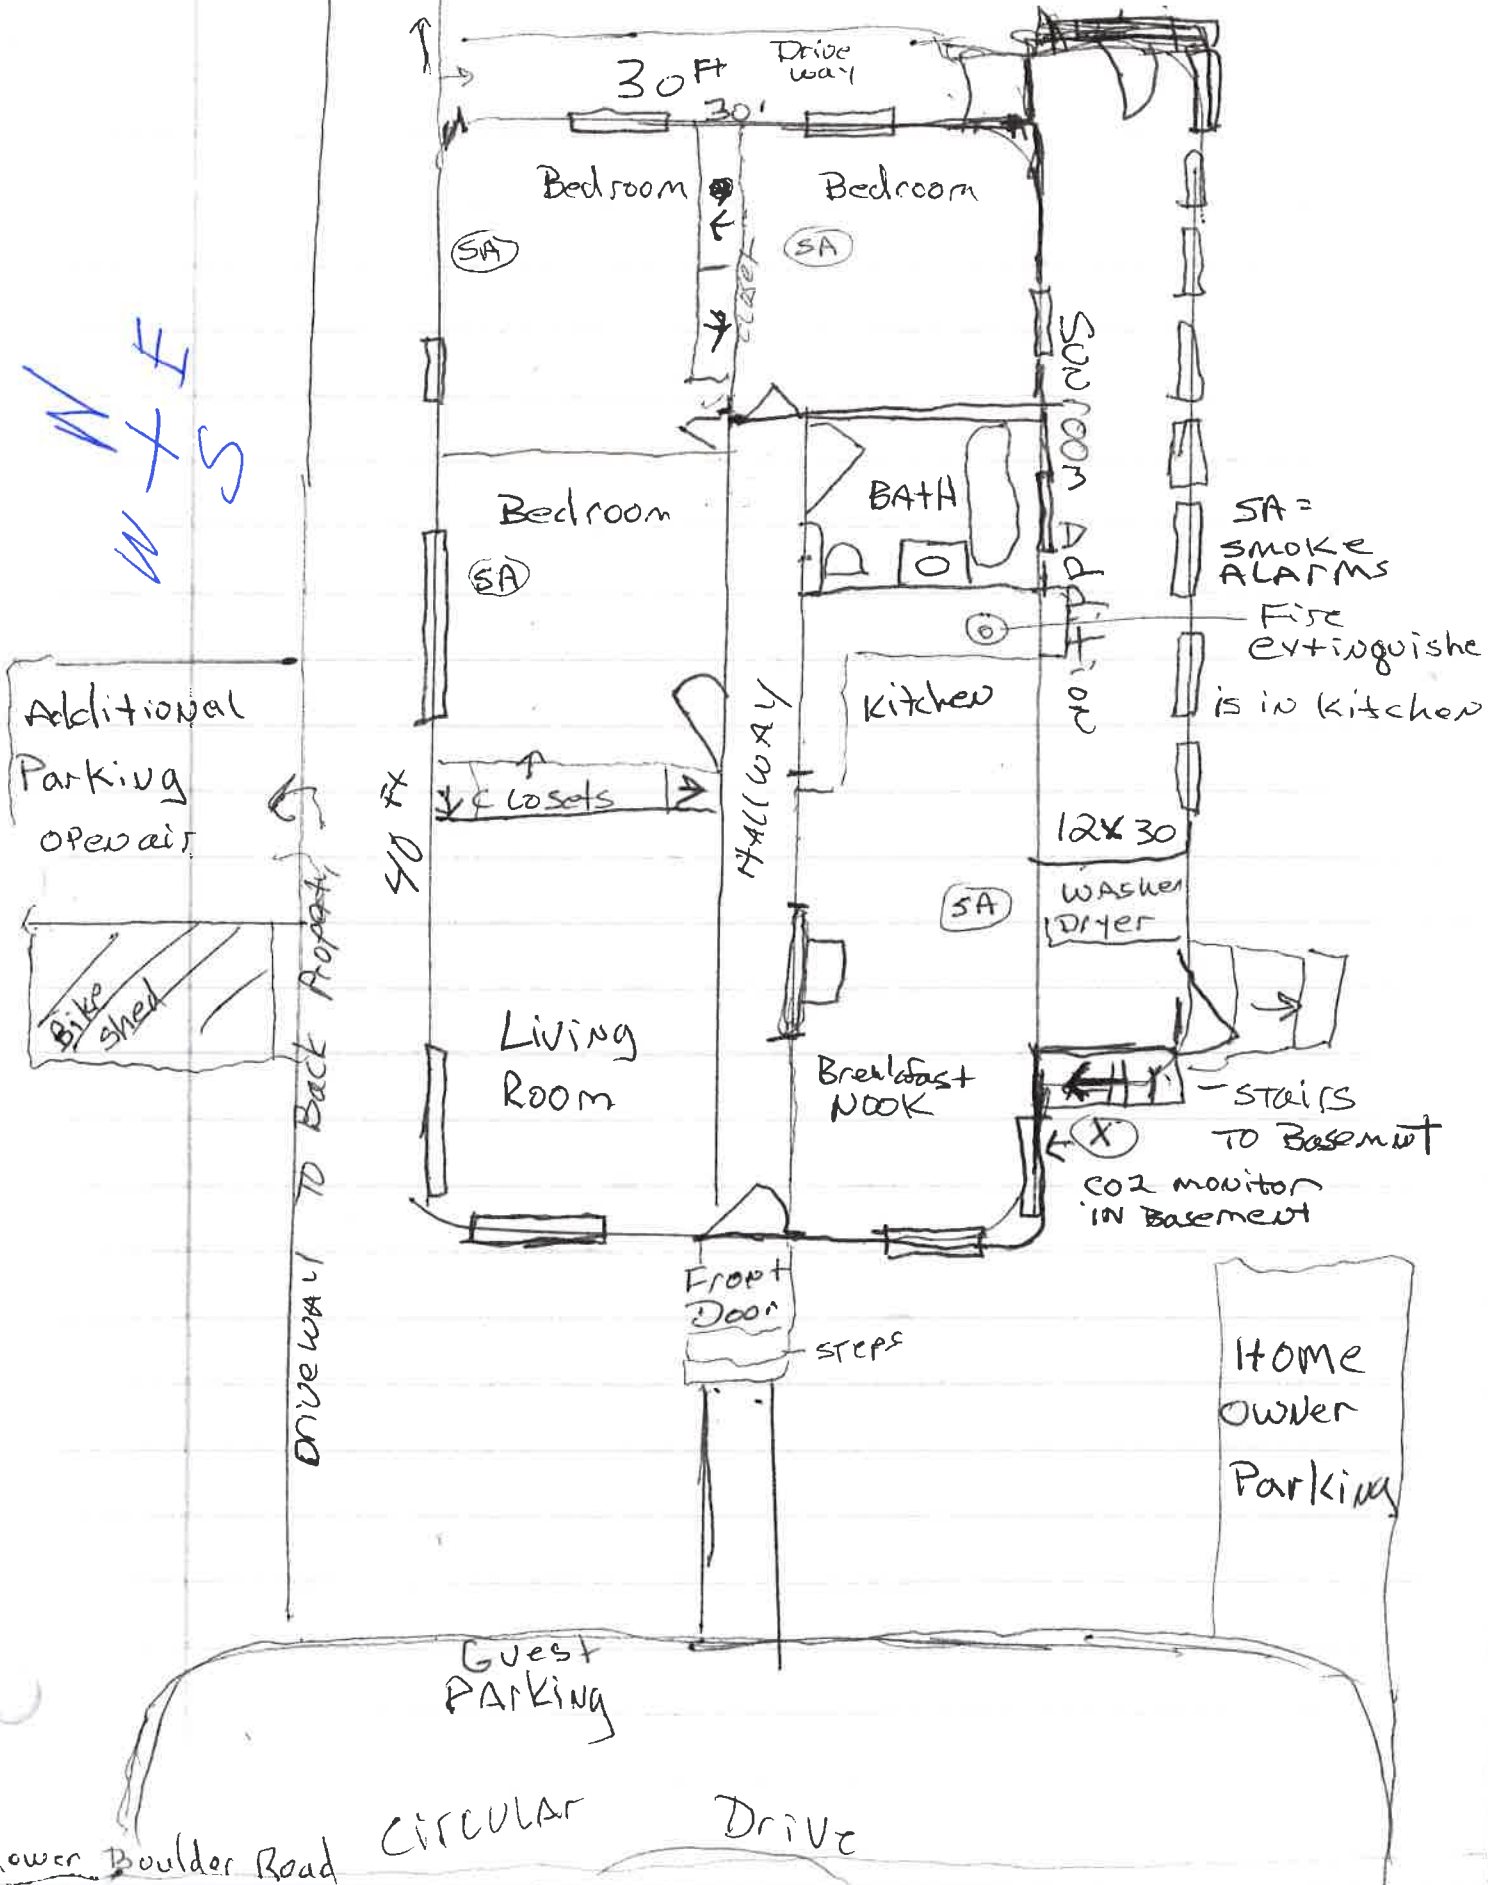 Drive
way
30 Ft
30'
Bedroom
Bedroom
SA
SA
closet
N
E
W
S
Bedroom
SA
BATH
Sunroom Addition
SA =
SMOKE
ALARMS
Fire
extinguishe
is in kitchen
Kitchen
HALLWAY
Additional
Parking
Open air
40 Ft
Closets
12x30
Washer
Dryer
SA
Bike
Shed
Driveway To Back Property
Living
Room
Breakfast
NOOK
- Stairs
To Basement
X
CO2 monitor
IN Basement
Front
Door
STEPS
Home
Owner
Parking
Guest
PArking
Circular Drive
Lower Boulder Road